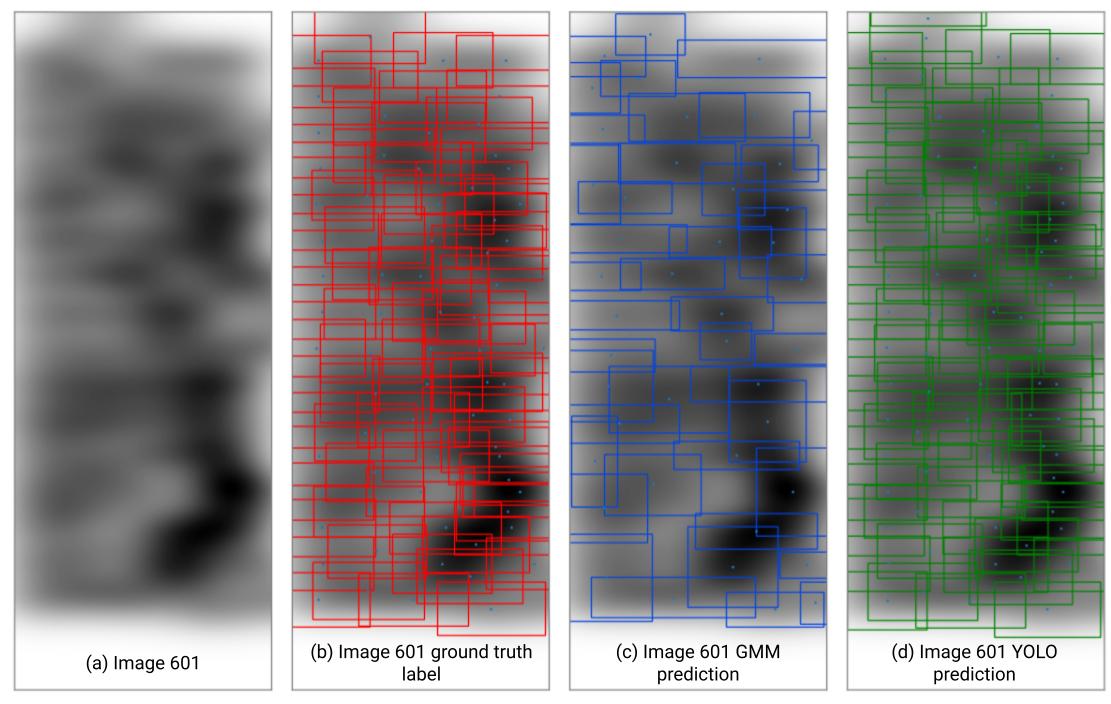 (a) Image 601
(b) Image 601 ground truth
label
(c) Image 601 GMM
prediction
(d) Image 601 YOLO
prediction